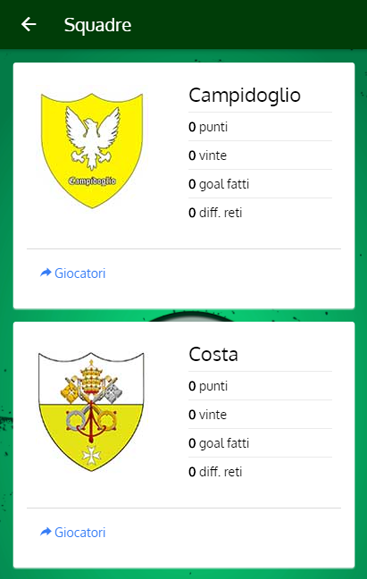 Squadre
Campidoglio
0 punti
0 vinte
0 goal fatti
0 diff. reti
Campidoglio
Giocatori
Costa
0 punti
0 vinte
0 goal fatti
0 diff. reti
Giocatori